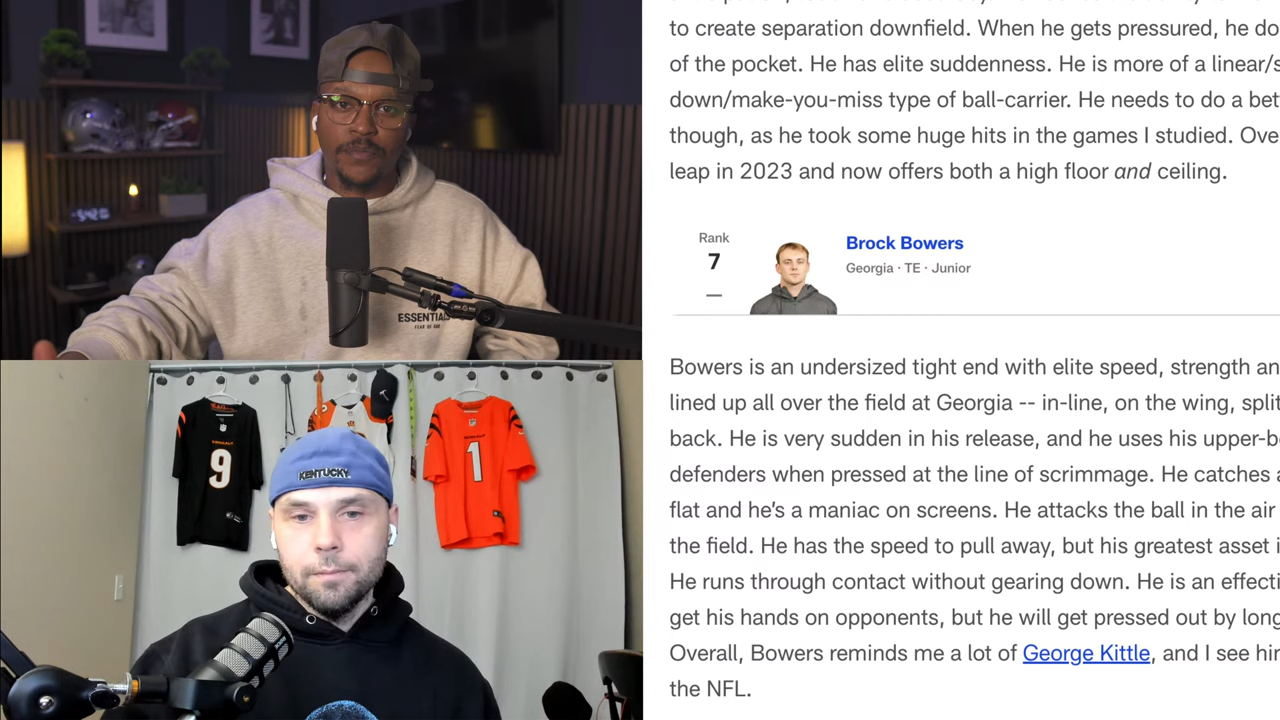 to create separation downfield. When he gets pressured, he do
of the pocket. He has elite suddenness. He is more of a linear/s
down/make-you-miss type of ball-carrier. He needs to do a bet
though, as he took some huge hits in the games I studied. Ove
leap in 2023 and now offers both a high floor and ceiling.
Rank
7
Brock Bowers
Georgia · TE · Junior
Bowers is an undersized tight end with elite speed, strength an
lined up all over the field at Georgia -- in-line, on the wing, split
back. He is very sudden in his release, and he uses his upper-b
defenders when pressed at the line of scrimmage. He catches a
flat and he's a maniac on screens. He attacks the ball in the air
the field. He has the speed to pull away, but his greatest asset i
He runs through contact without gearing down. He is an effecti
get his hands on opponents, but he will get pressed out by long
Overall, Bowers reminds me a lot of George Kittle, and I see hi
the NFL.
ESSENTIALS
FEAR OF GOD
9
1
KENTUCKY